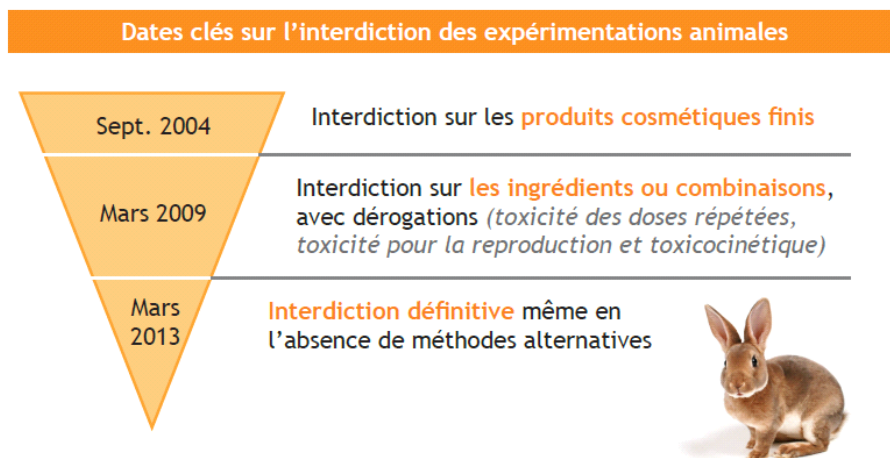 Dates clés sur l'interdiction des expérimentations animales
Sept. 2004
Interdiction sur les produits cosmétiques finis
Mars 2009
Interdiction sur les ingrédients ou combinaisons,
avec dérogations (toxicité des doses répétées,
toxicité pour la reproduction et toxicocinétique)
Mars
2013
Interdiction définitive même en
l'absence de méthodes alternatives